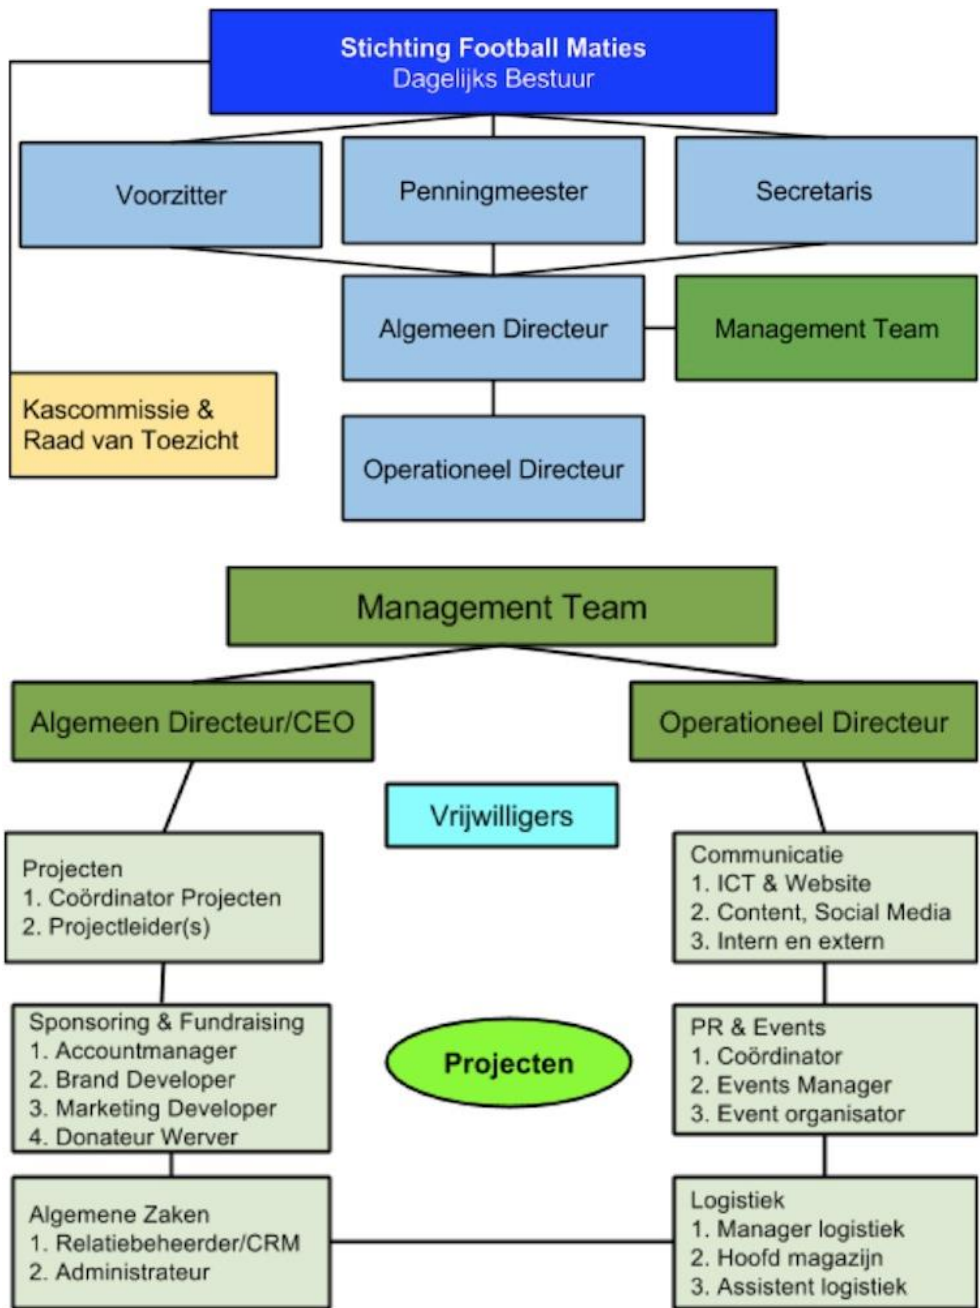 Stichting Football Maties
Dagelijks Bestuur
Voorzitter
Penningmeester
Secretaris
Algemeen Directeur
Management Team
Kascommissie &
Raad van Toezicht
Operationeel Directeur
Management Team
Algemeen Directeur/CEO
Operationeel Directeur
Vrijwilligers
Projecten
1. Coördinator Projecten
2. Projectleider(s)
Communicatie
1. ICT & Website
2. Content, Social Media
3. Intern en extern
Sponsoring & Fundraising
1. Accountmanager
2. Brand Developer
3. Marketing Developer
4. Donateur Werver
Projecten
PR & Events
1. Coördinator
2. Events Manager
3. Event organisator
Algemene Zaken
1. Relatiebeheerder/CRM
2. Administrateur
Logistiek
1. Manager logistiek
2. Hoofd magazijn
3. Assistent logistiek